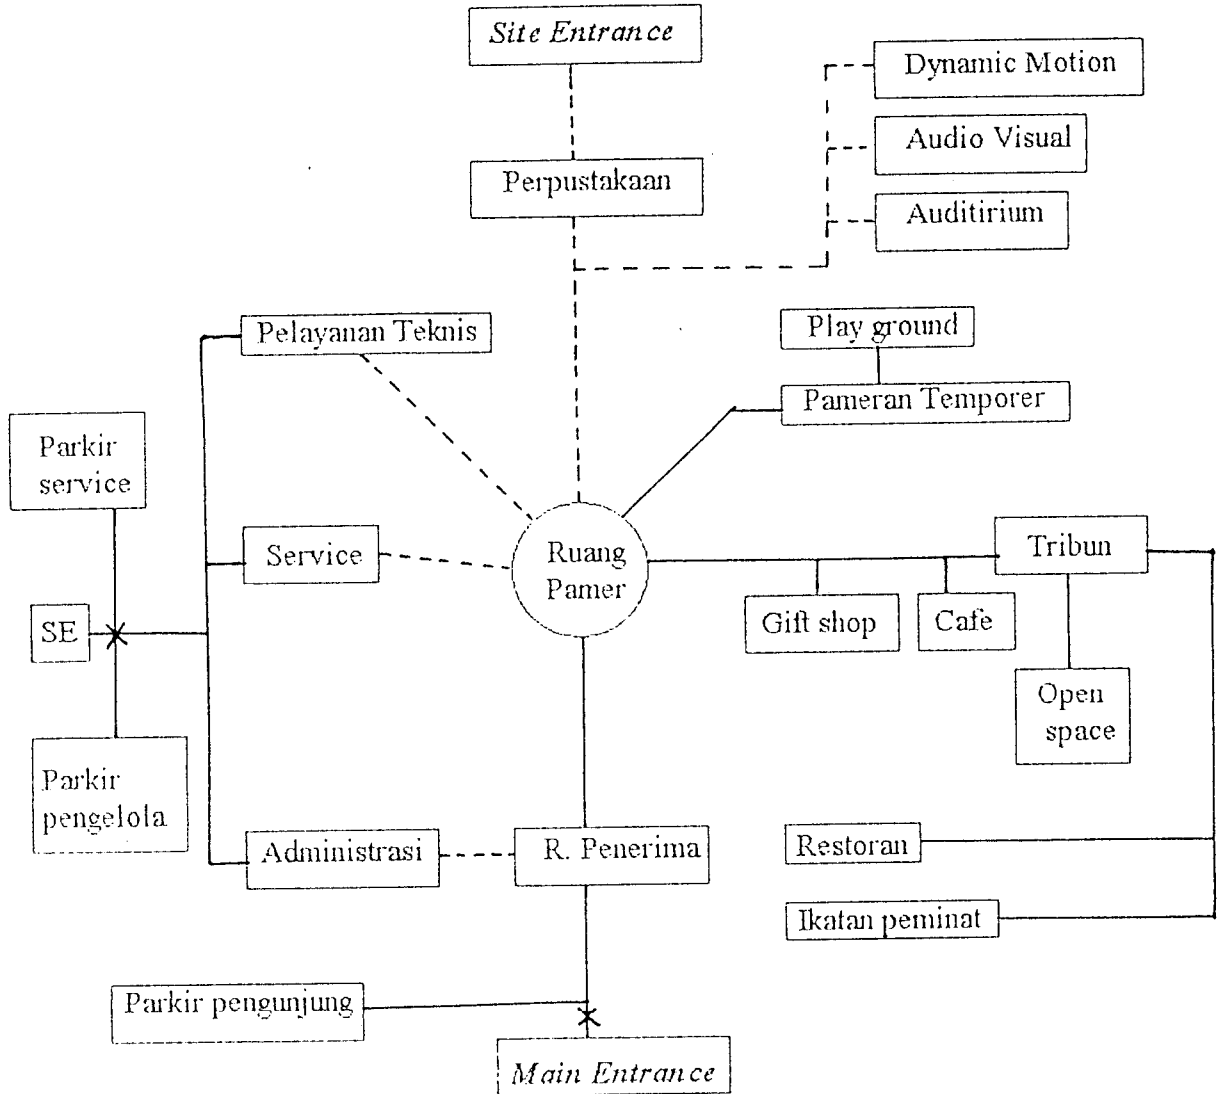 Site Entrance
Dynamic Motion
Audio Visual
Perpustakaan
Auditirium
Pelayanan Teknis
Play ground
Pameran Temporer
Parkir
service
Service
Ruang
Pamer
Tribun
SE
Gift shop
Cafe
Open
space
Parkir
pengelola
Administrasi
R. Penerima
Restoran
Ikatan peminat
Parkir pengunjung
Main Entrance